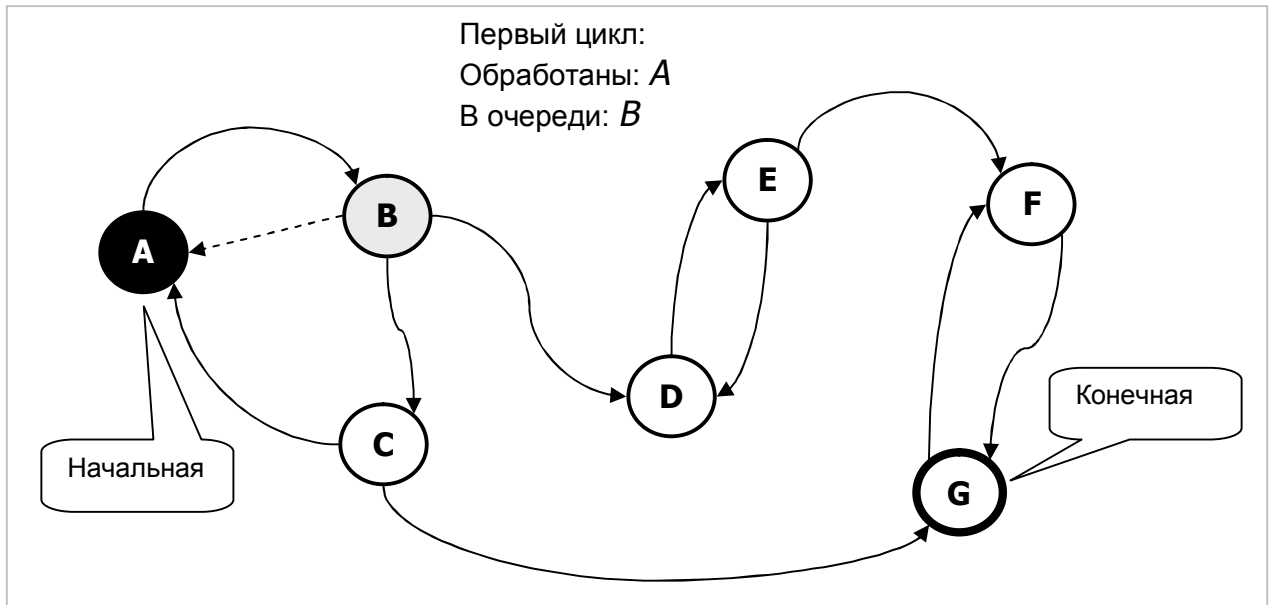 Первый цикл:
Обработаны: A
В очереди: B
E
F
B
A
D
Конечная
C
Начальная
G